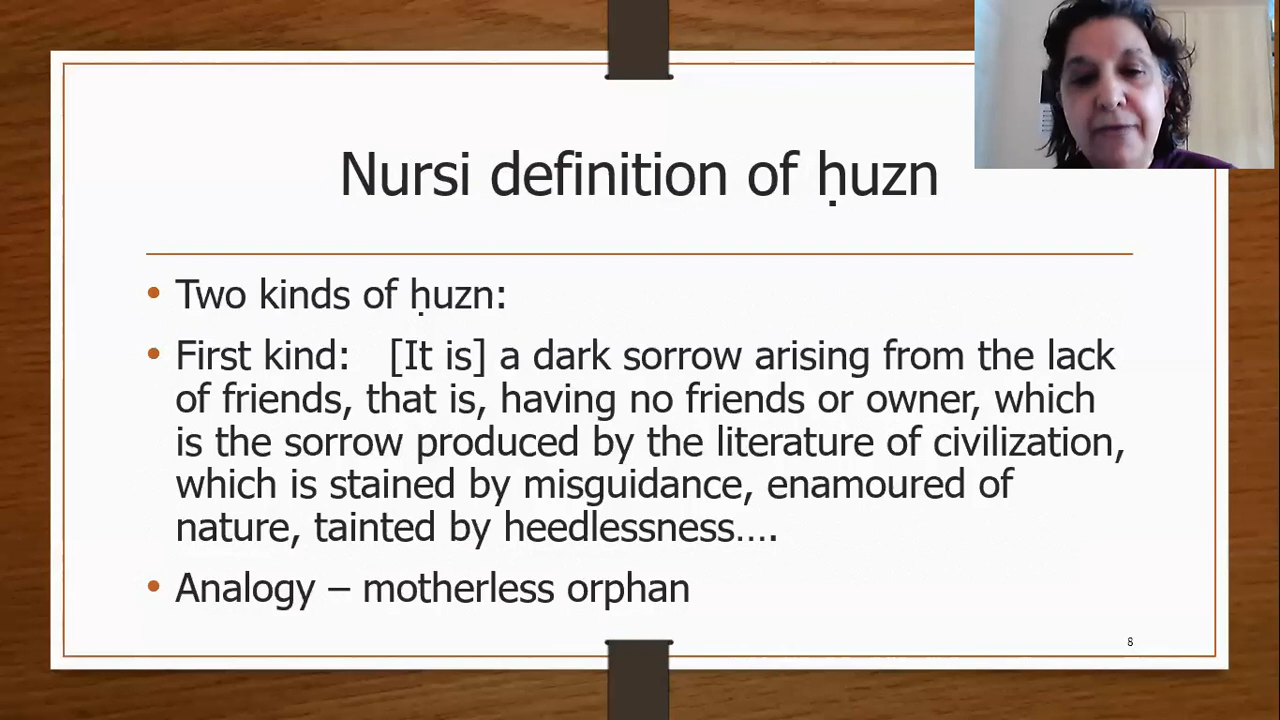 Nursi definition of ḥuzn
• Two kinds of ḥuzn:
• First kind:   [It is] a dark sorrow arising from the lack
of friends, that is, having no friends or owner, which
is the sorrow produced by the literature of civilization,
which is stained by misguidance, enamoured of
nature, tainted by heedlessness….
• Analogy – motherless orphan
8